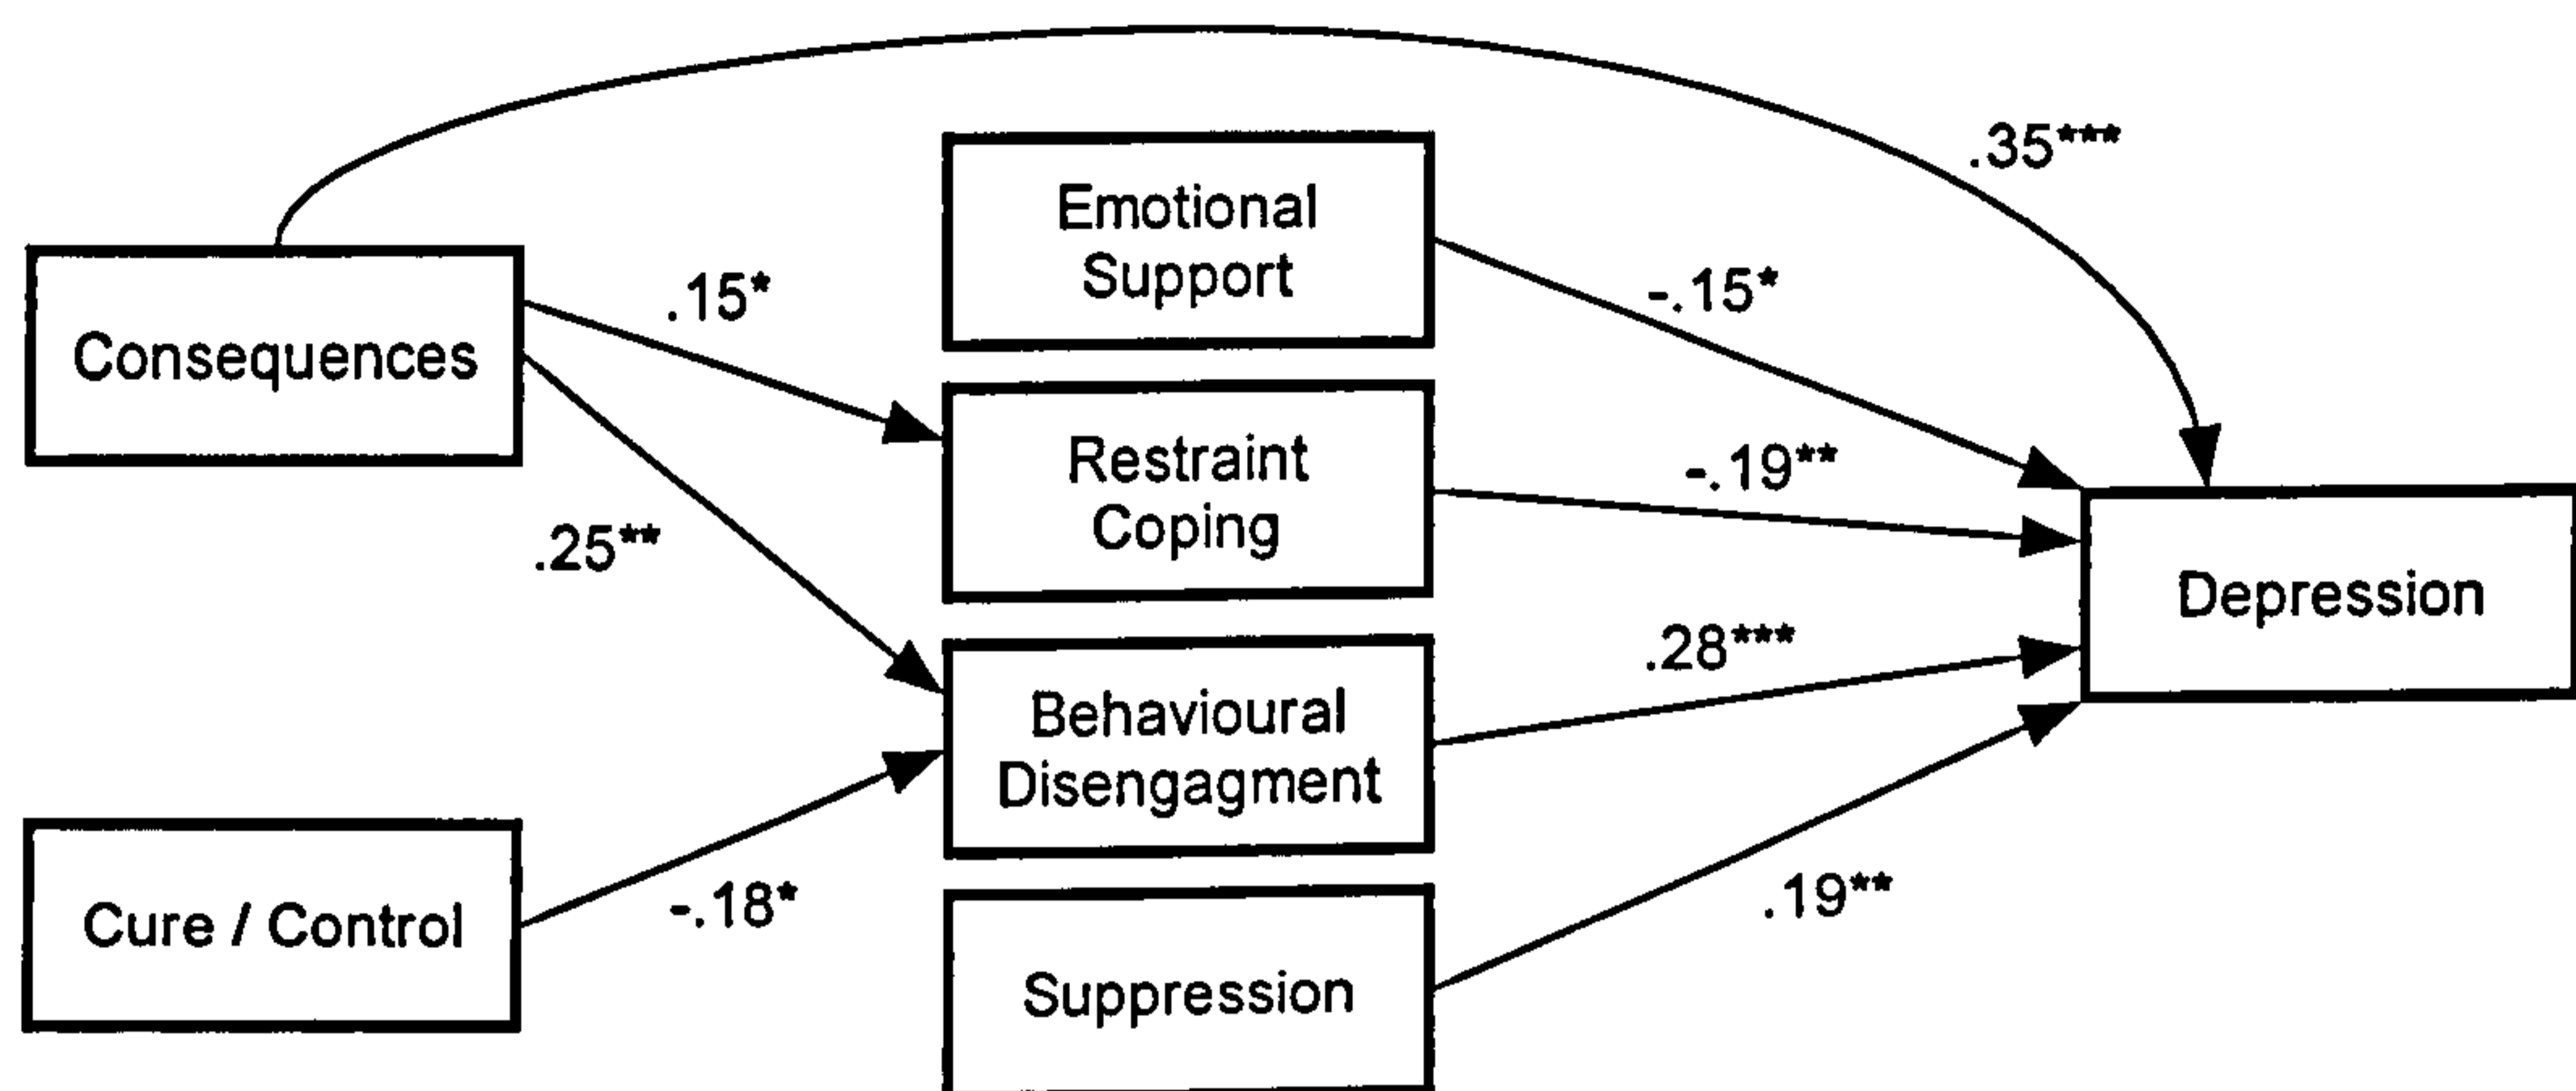 .35***
Emotional
Support
Consequences
.15*
-.15*
Restraint
Coping
-.19**
.25**
Depression
Behavioural
Disengagment
.28***
Cure / Control
-.18*
.19**
Suppression